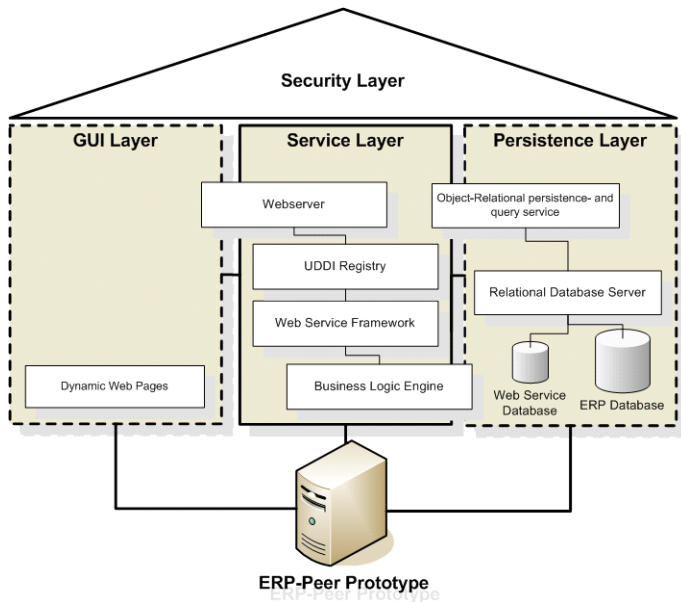 Security Layer
GUI Layer
Service Layer
Persistence Layer
Webserver
Object-Relational persistence- and
query service
UDDI Registry
Relational Database Server
Web Service Framework
Dynamic Web Pages
Business Logic Engine
Web Service
Database
ERP Database
ERP-Peer Prototype